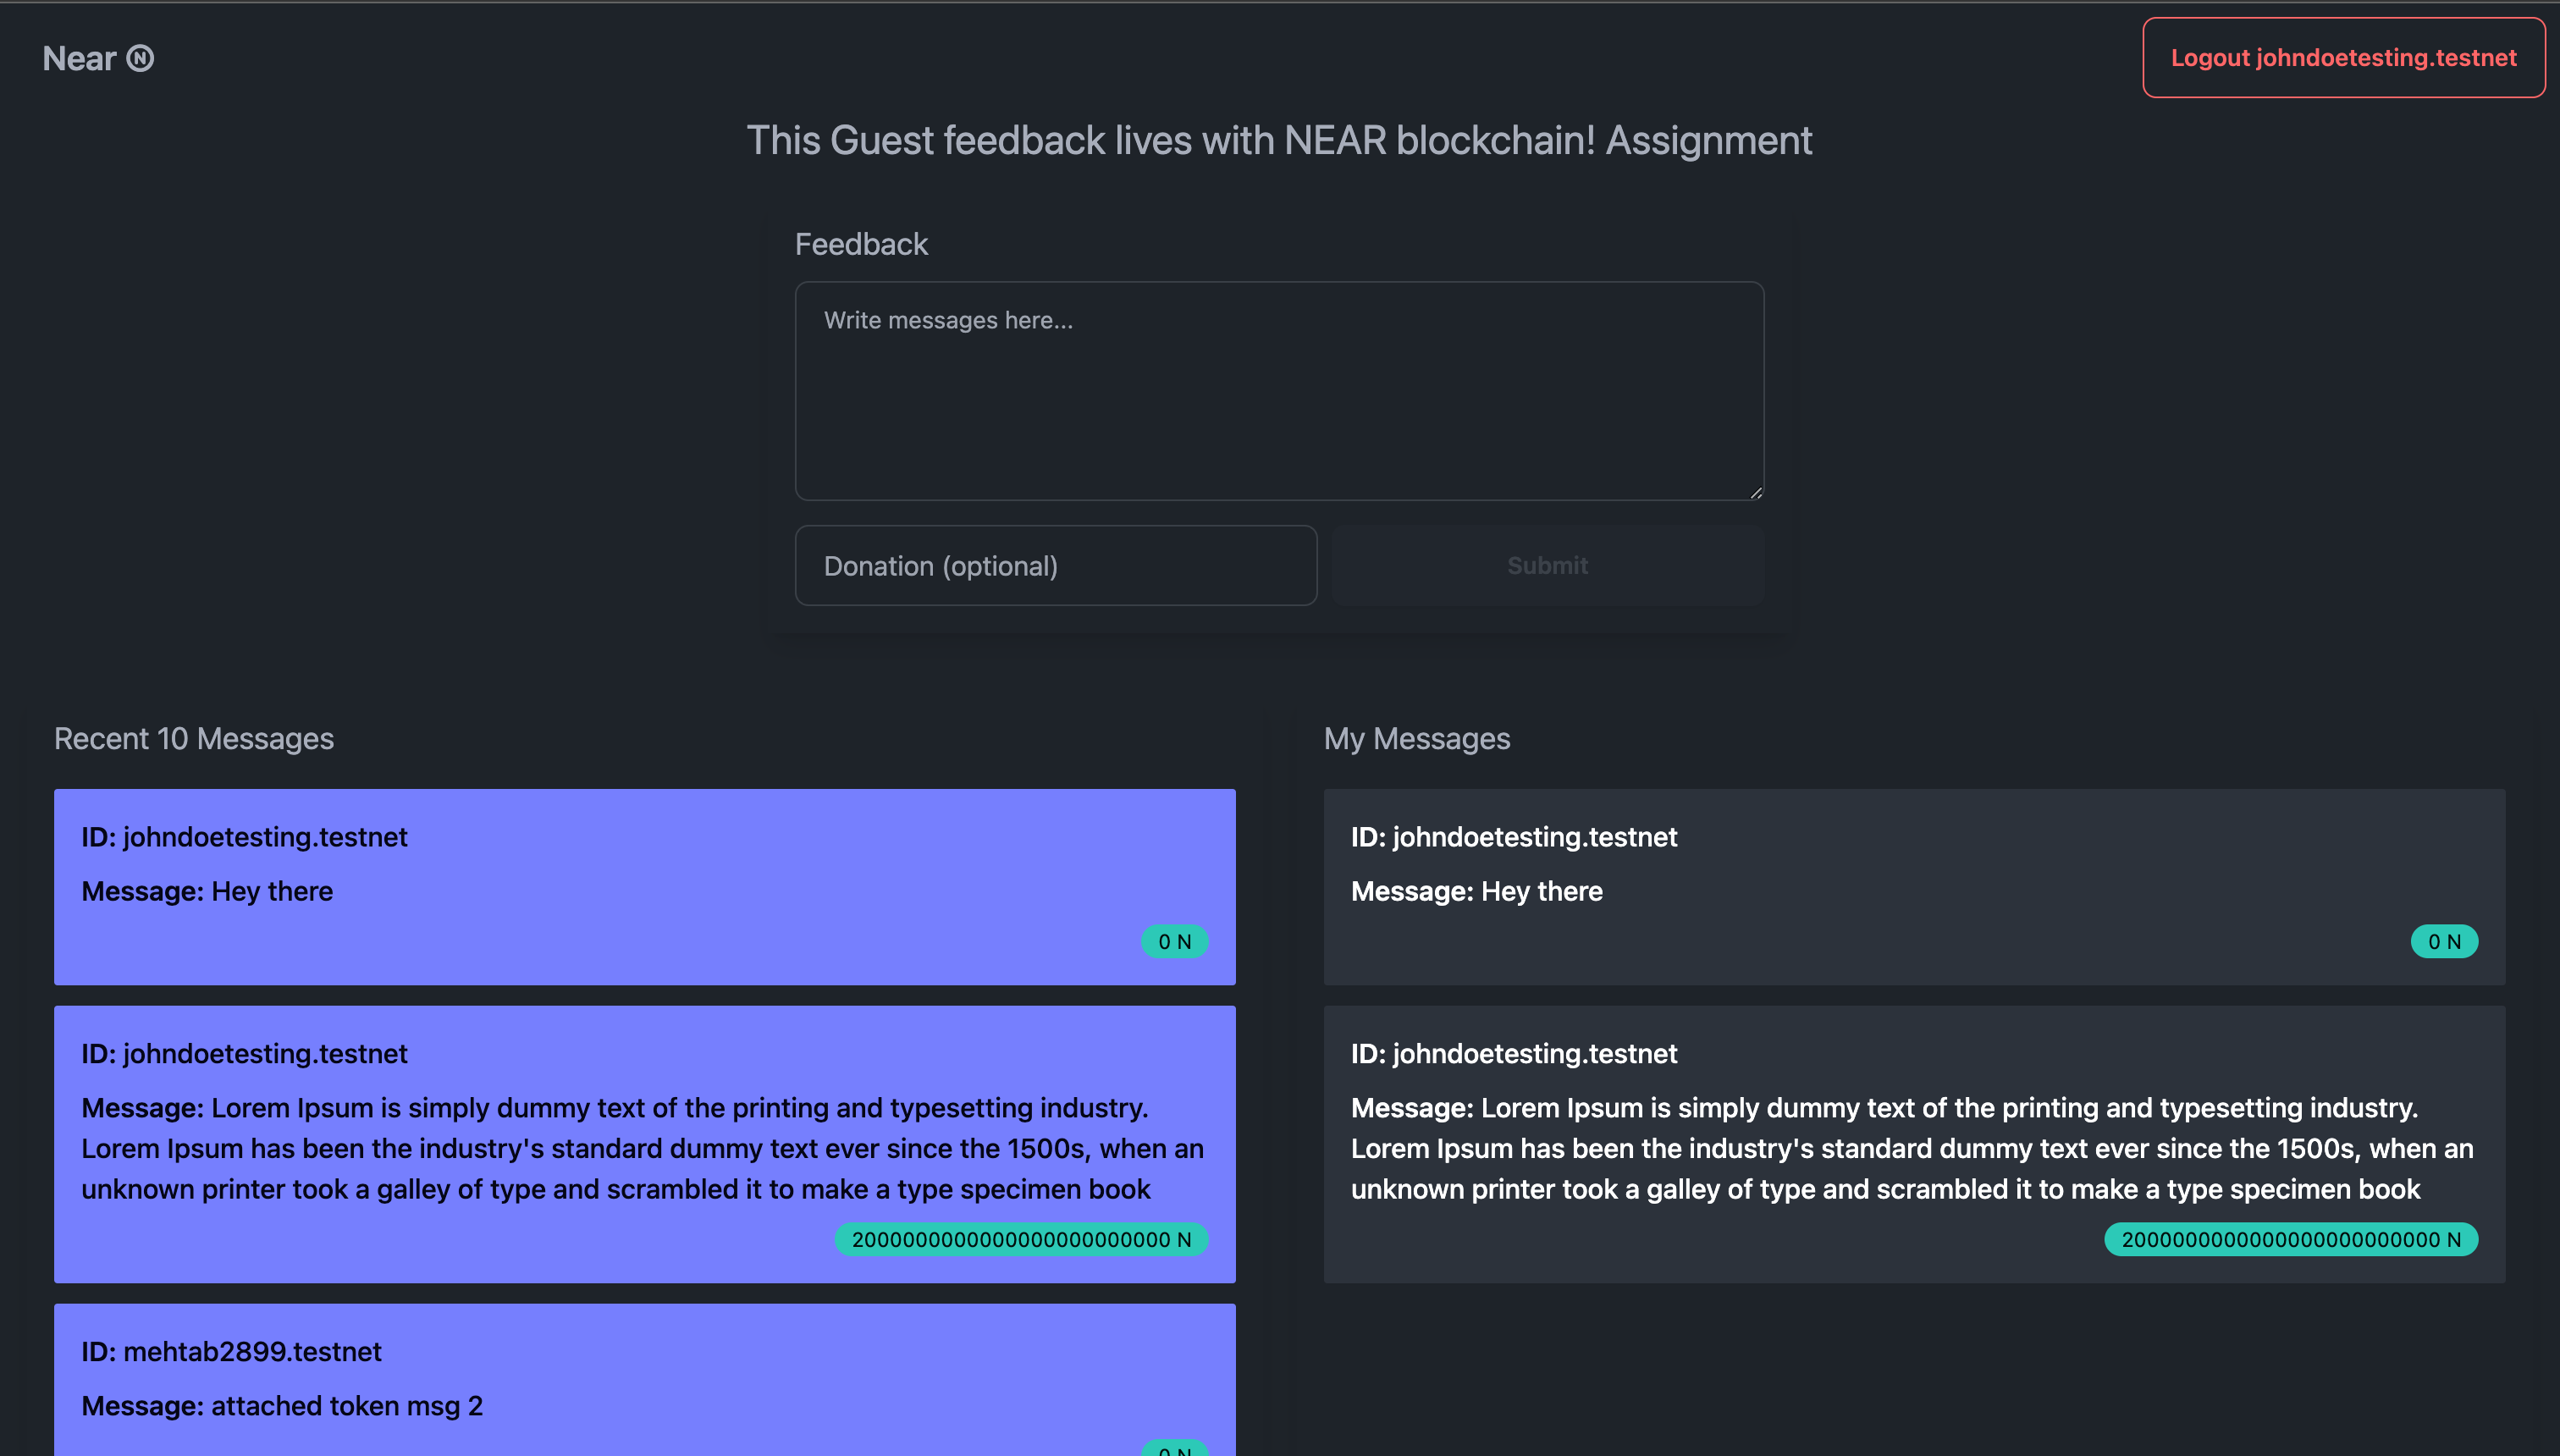 Near Ⓝ
Logout johndoetesting.testnet
This Guest feedback lives with NEAR blockchain! Assignment
Feedback
Write messages here...
Donation (optional)
Submit
Recent 10 Messages
ID: johndoetesting.testnet
Message: Hey there
0 N
ID: johndoetesting.testnet
Message: Lorem Ipsum is simply dummy text of the printing and typesetting industry.
Lorem Ipsum has been the industry's standard dummy text ever since the 1500s, when an
unknown printer took a galley of type and scrambled it to make a type specimen book
2000000000000000000000000 N
ID: mehtab2899.testnet
Message: attached token msg 2
0 N
My Messages
ID: johndoetesting.testnet
Message: Hey there
0 N
ID: johndoetesting.testnet
Message: Lorem Ipsum is simply dummy text of the printing and typesetting industry.
Lorem Ipsum has been the industry's standard dummy text ever since the 1500s, when an
unknown printer took a galley of type and scrambled it to make a type specimen book
2000000000000000000000000 N